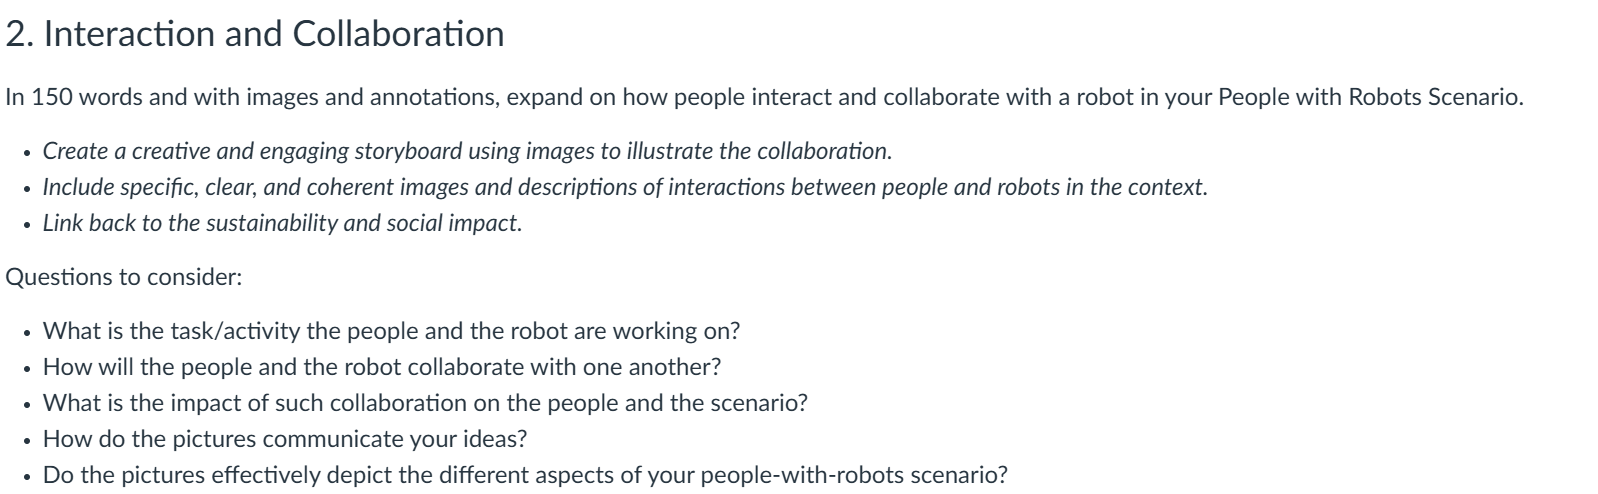 2. Interaction and Collaboration
In 150 words and with images and annotations, expand on how people interact and collaborate with a robot in your People with Robots Scenario.
• Create a creative and engaging storyboard using images to illustrate the collaboration.
• Include specific, clear, and coherent images and descriptions of interactions between people and robots in the context.
• Link back to the sustainability and social impact.
Questions to consider:
• What is the task/activity the people and the robot are working on?
• How will the people and the robot collaborate with one another?
• What is the impact of such collaboration on the people and the scenario?
• How do the pictures communicate your ideas?
• Do the pictures effectively depict the different aspects of your people-with-robots scenario?